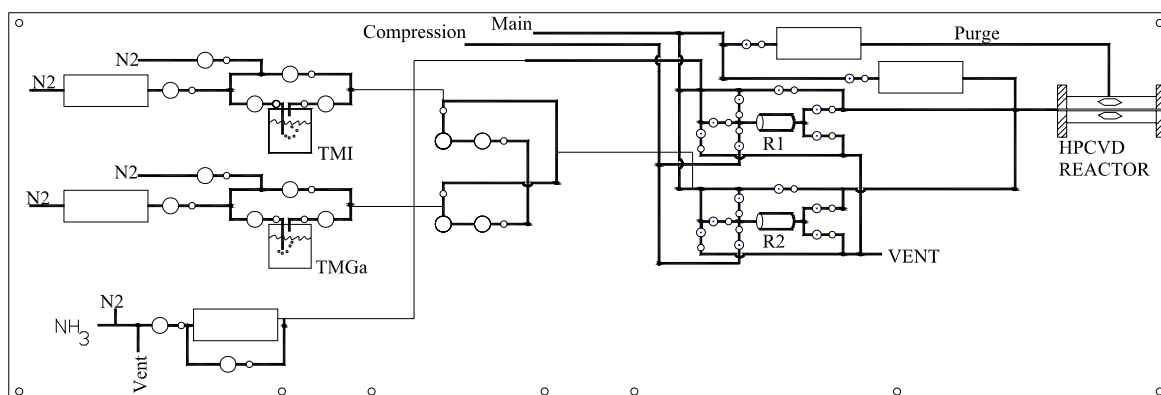 Main
Compression
Purge
N2
N2
TMI
R1
HPCVD
REACTOR
N2
N2
TMGa
R2
VENT
N2
NH3
Vent